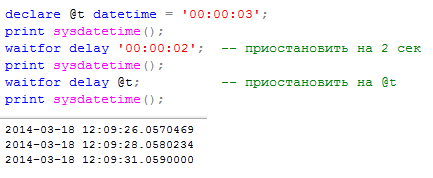 declare @t datetime = '00:00:03';
print sysdatetime();
waitfor delay '00:00:02';  -- приостановить на 2 сек
print sysdatetime();
waitfor delay @t;          -- приостановить на @t
print sysdatetime();
2014-03-18 12:09:26.0570469
2014-03-18 12:09:28.0580234
2014-03-18 12:09:31.0590000